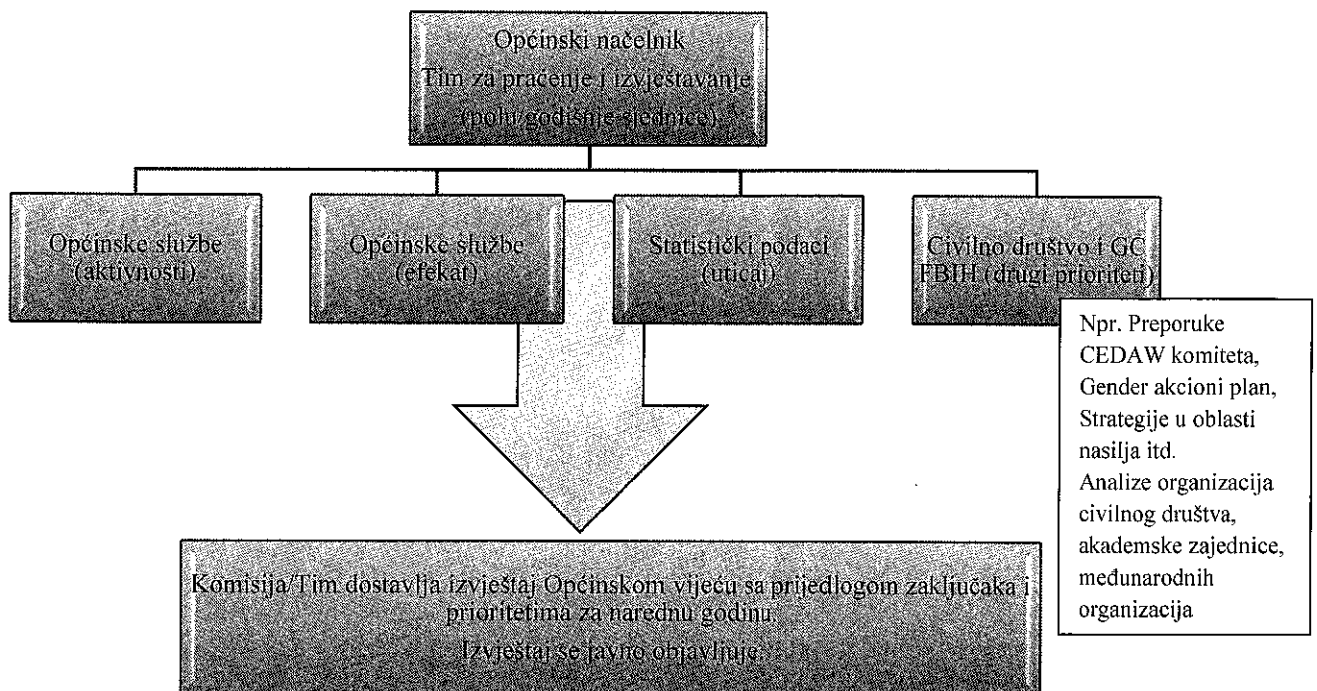 Općinski načelnik
Tim za praćenje i izvještavanje
(polu/godišnje sjednice)
Općinske službe
(aktivnosti)
Općinske službe
(efekat)
Statistički podaci
(uticaj)
Civilno društvo i GC
FBIH (drugi prioriteti)
Npr. Preporuke
CEDAW komiteta,
Gender akcioni plan,
Strategije u oblasti
nasilja itd.
Analize organizacija
civilnog društva,
akademske zajednice,
međunarodnih
organizacija
Komisija/Tim dostavlja izvještaj Općinskom vijeću sa prijedlogom zaključaka i
prioritetima za narednu godinu.
Izvještaj se javno objavljuje.